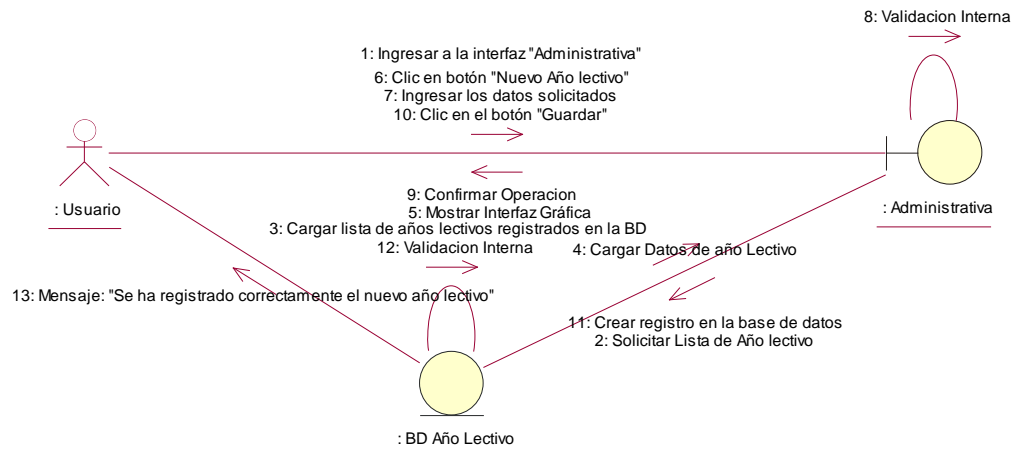 8: Validacion Interna
1: Ingresar a la interfaz "Administrativa"
6: Clic en botón "Nuevo Año lectivo"
7: Ingresar los datos solicitados
10: Clic en el botón "Guardar"
9: Confirmar Operacion
5: Mostrar Interfaz Gráfica
: Usuario
: Administrativa
3: Cargar lista de años lectivos registrados en la BD
12: Validacion Interna
4: Cargar Datos de año Lectivo
13: Mensaje: "Se ha registrado correctamente el nuevo año lectivo"
11: Crear registro en la base de datos
2: Solicitar Lista de Año lectivo
: BD Año Lectivo